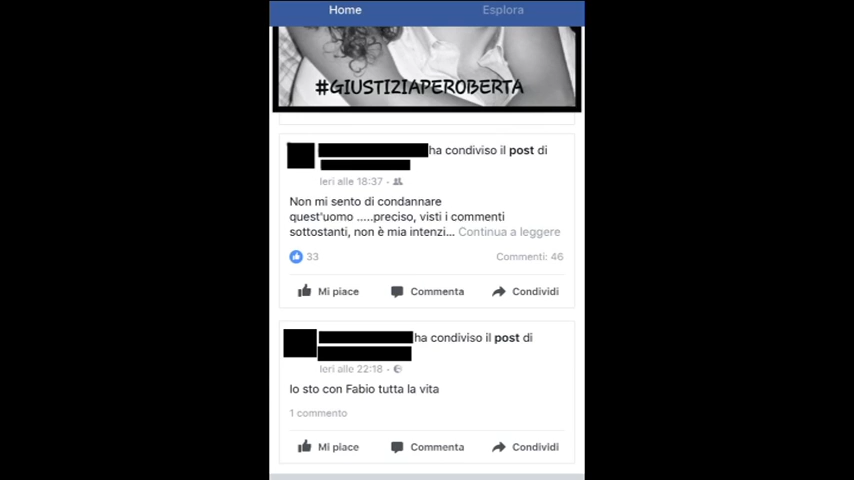 Home Esplora
#GIUSTIZIAPEROBERTA
ha condiviso il post di
Ieri alle 18:37 ·
Non mi sento di condannare
quest'uomo .....preciso, visti i commenti
sottostanti, non è mia intenzi... Continua a leggere
33 Commenti: 46
Mi piace Commenta Condividi
ha condiviso il post di
Ieri alle 22:18 ·
Io sto con Fabio tutta la vita
1 commento
Mi piace Commenta Condividi